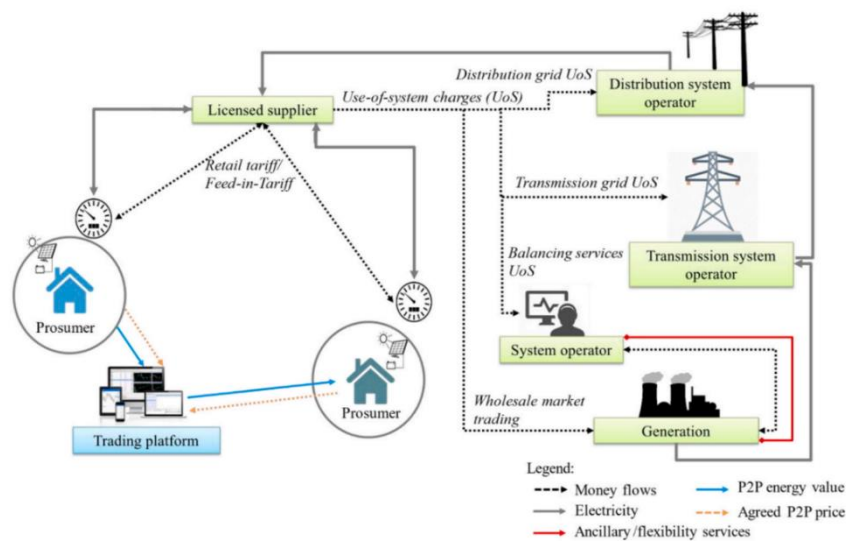 Distribution grid UoS
Distribution system
operator
Licensed supplier
Use-of-system charges (UoS)
Retail tariff/
Feed-in-Tariff
Transmission grid UoS
Balancing services
UoS
Transmission system
operator
Prosumer
System operator
Prosumer
Trading platform
Wholesale market
trading
Generation
Legend:
Money flows
P2P energy value
Electricity
Agreed P2P price
Ancillary/flexibility services